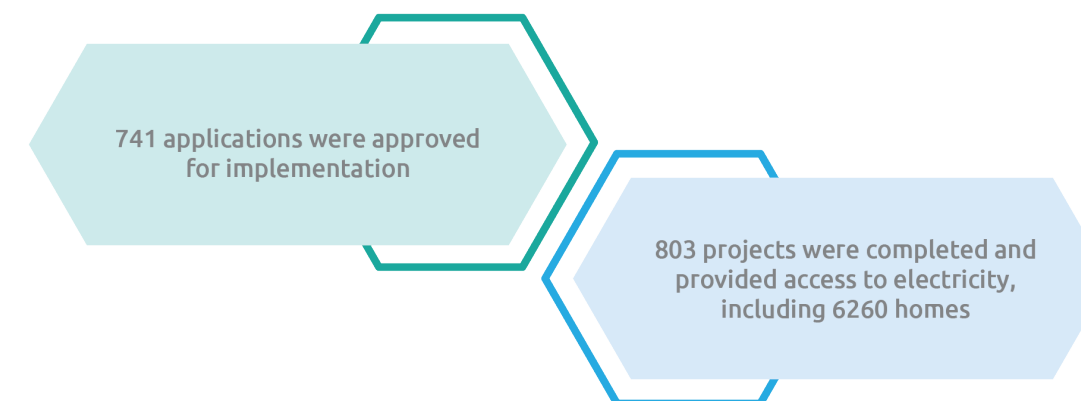 741 applications were approved
for implementation
803 projects were completed and
provided access to electricity,
including 6260 homes